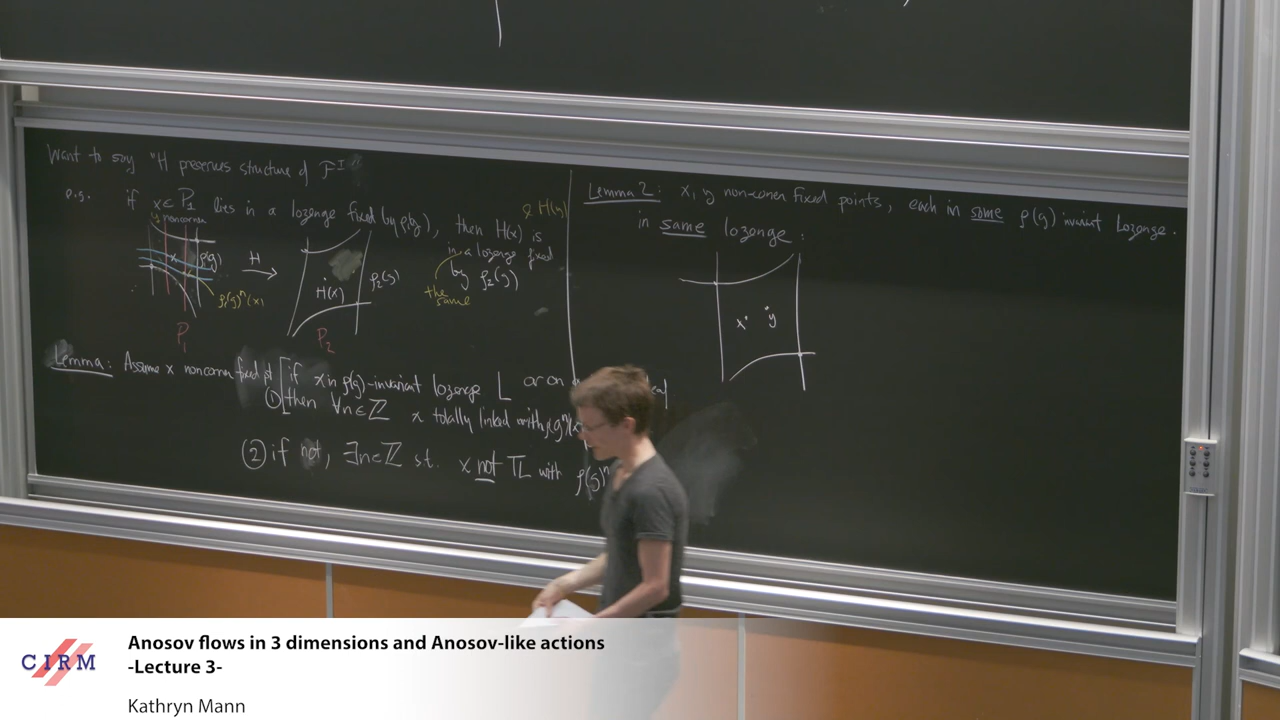 Want to say "H preserves structure of F^I"
e.g. if x ∈ P₁ lies in a lozenge fixed by ρ(g), then H(x) is
& H(y)
in a lozenge fixed
by ρ₂(g)
the same
y noncorner
x
ρ(g)
ρ₁(g)ⁿ(x)
P₁
H
H(x)
ρ₂(g)
P₂
Lemma: Assume x noncorner fixed pt
① if x in ρ(g)-invariant lozenge L or on
then ∀n∈ℤ x totally linked with
② if not, ∃n∈ℤ s.t. x not TL with ρ(g)ⁿ
Lemma 2: x, y non-corner fixed points, each in some ρ(g) invariant Lozenge.
in same lozenge:
x y
CIRM
Anosov flows in 3 dimensions and Anosov-like actions
-Lecture 3-
Kathryn Mann